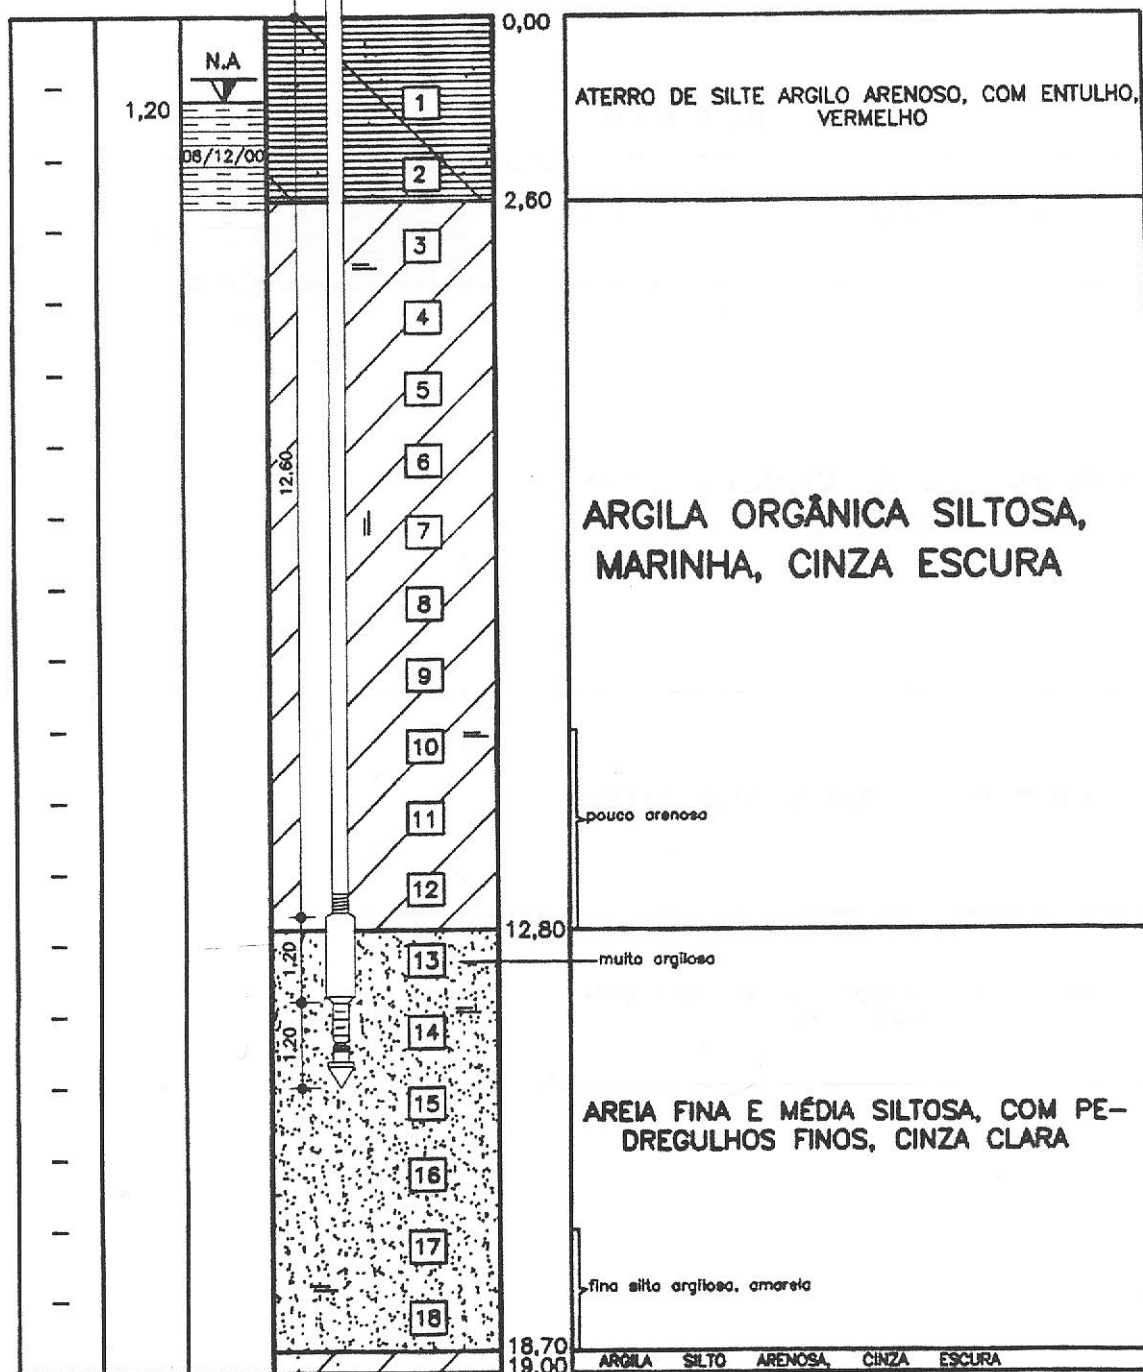 0,00
N.A
1,20
08/12/00
1
2
ATERRO DE SILTE ARGILO ARENOSO, COM ENTULHO,
VERMELHO
2,60
3
4
5
6
12,60
7
8
9
10
11
12
ARGILA ORGÂNICA SILTOSA,
MARINHA, CINZA ESCURA
pouco arenosa
12,80
13
muito argilosa
1,20
14
1,20
15
16
17
18
AREIA FINA E MÉDIA SILTOSA, COM PE-
DREGULHOS FINOS, CINZA CLARA
fina silto argilosa, amarela
18,70
19,00
ARGILA SILTO ARENOSA, CINZA ESCURA